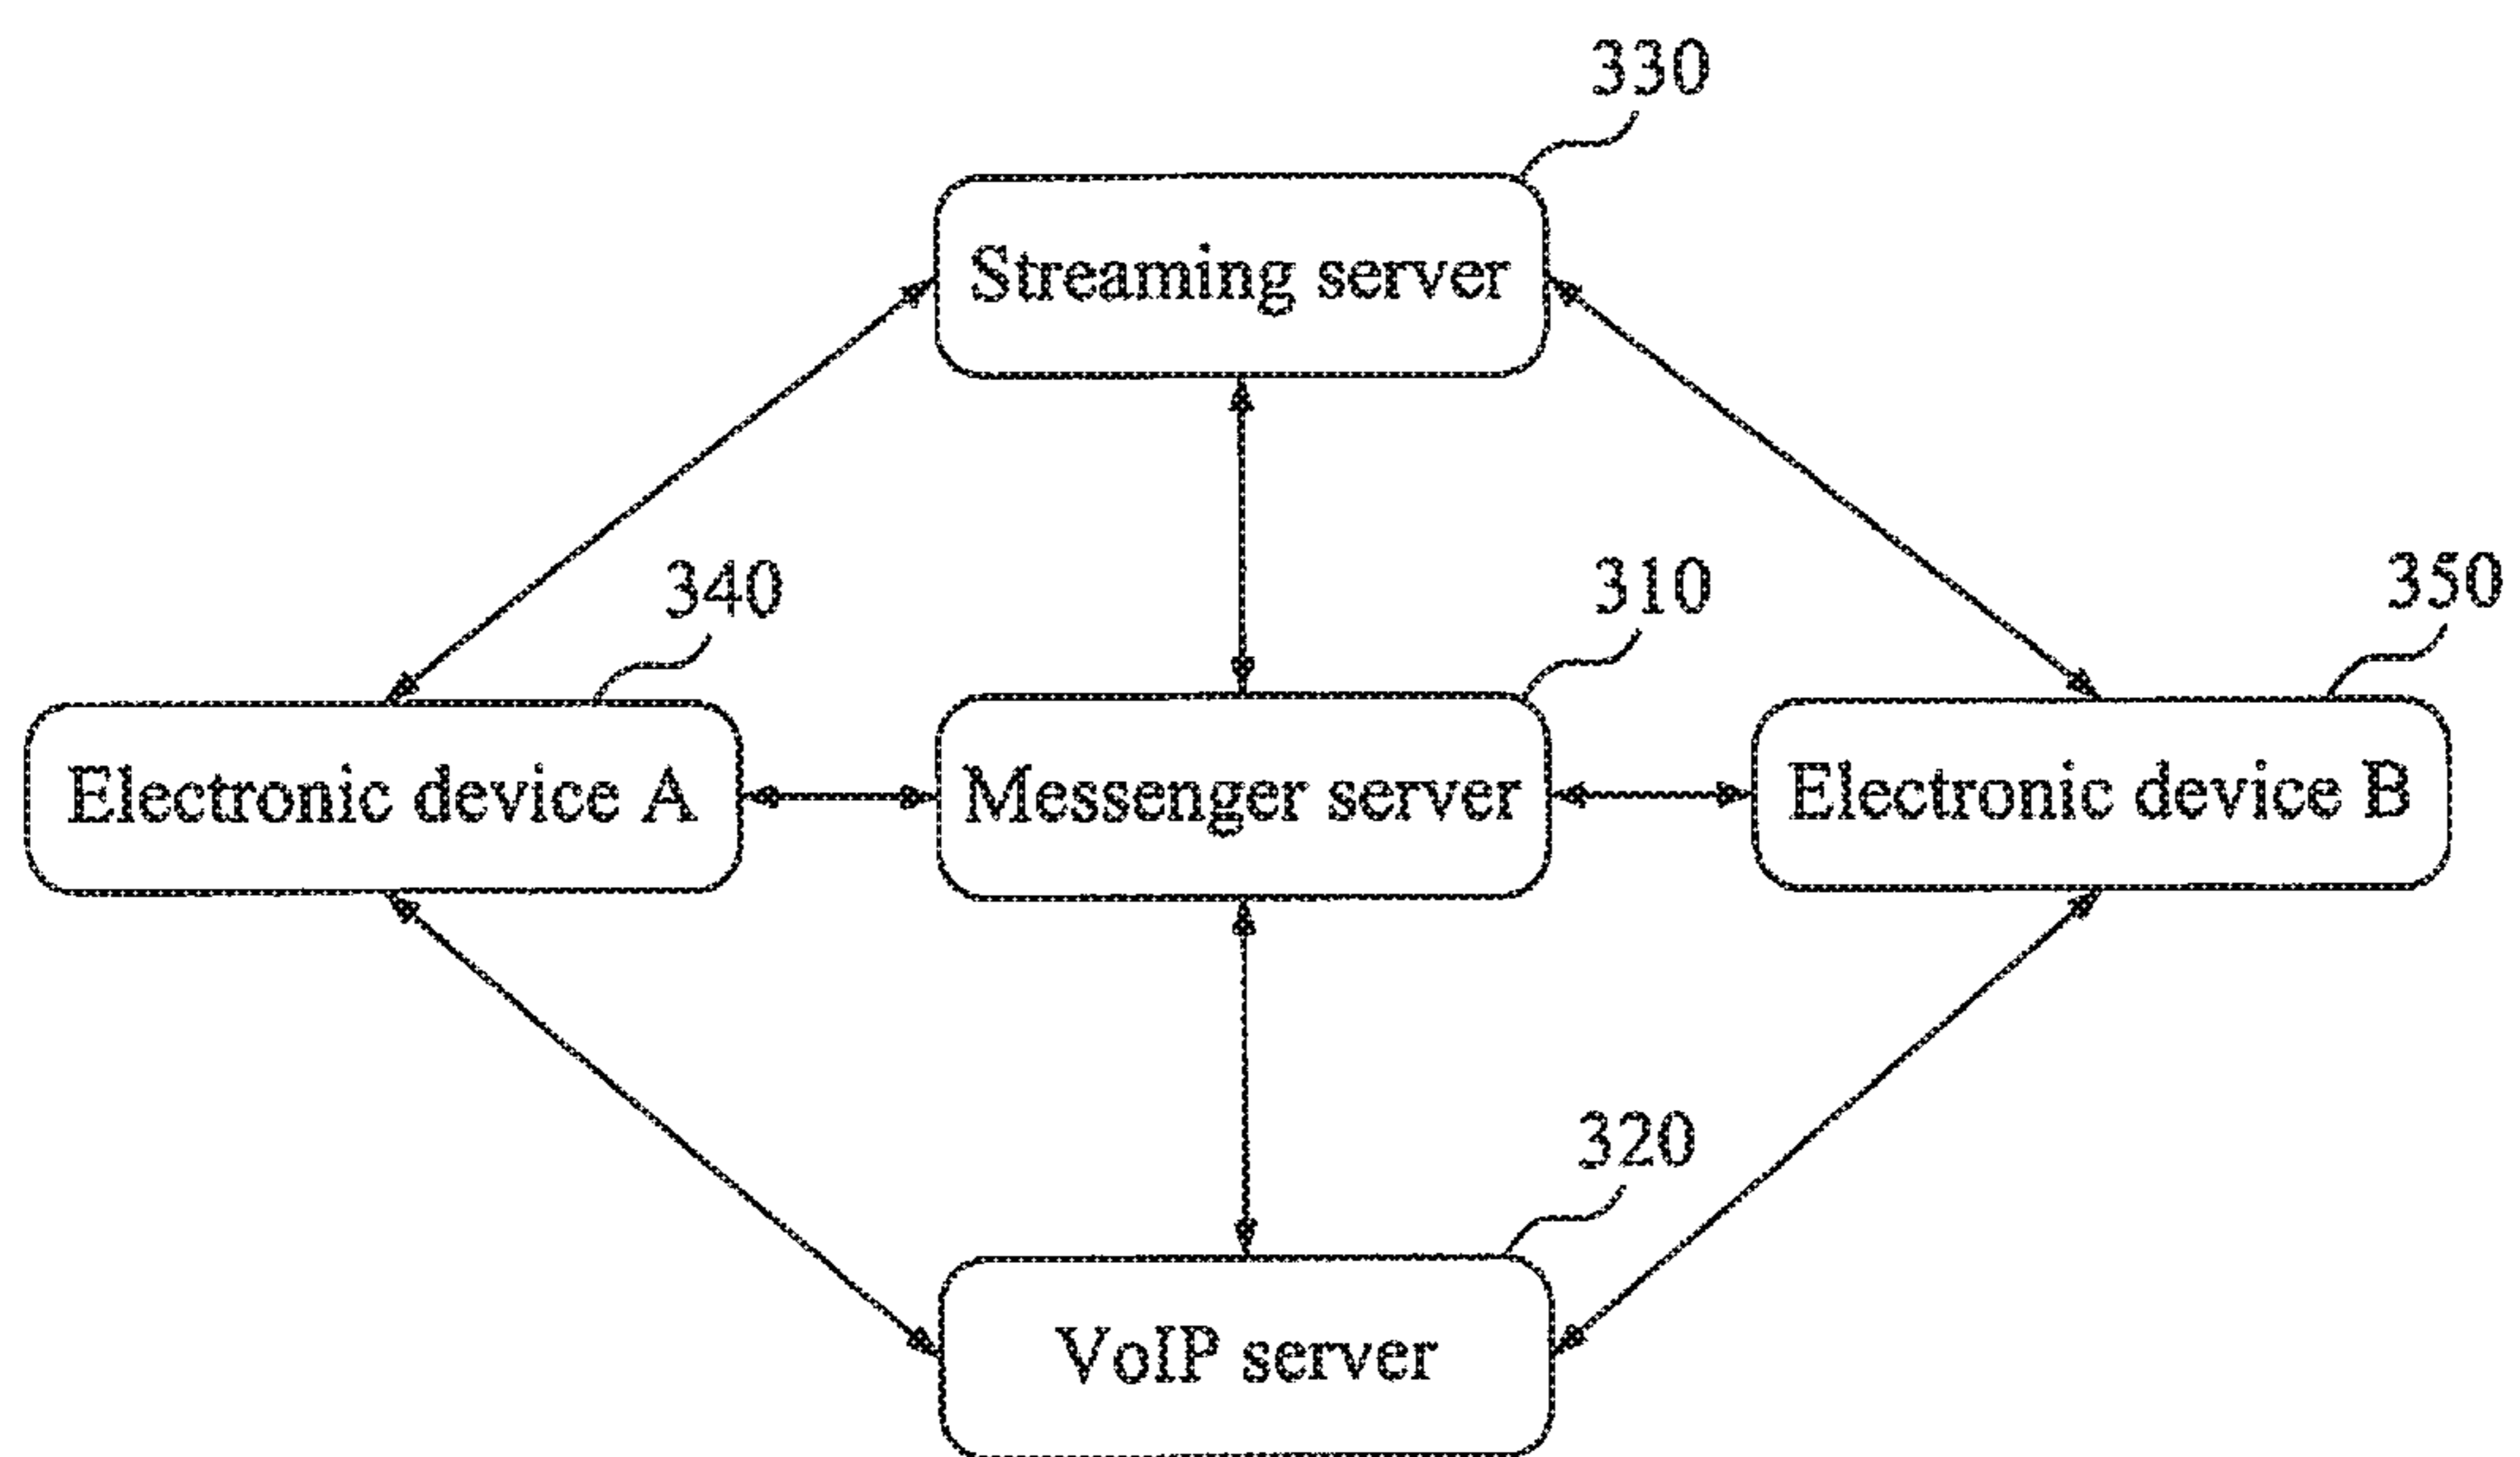 330
Streaming server
340
310
350
Electronic device A
Messenger server
Electronic device B
320
VoIP server